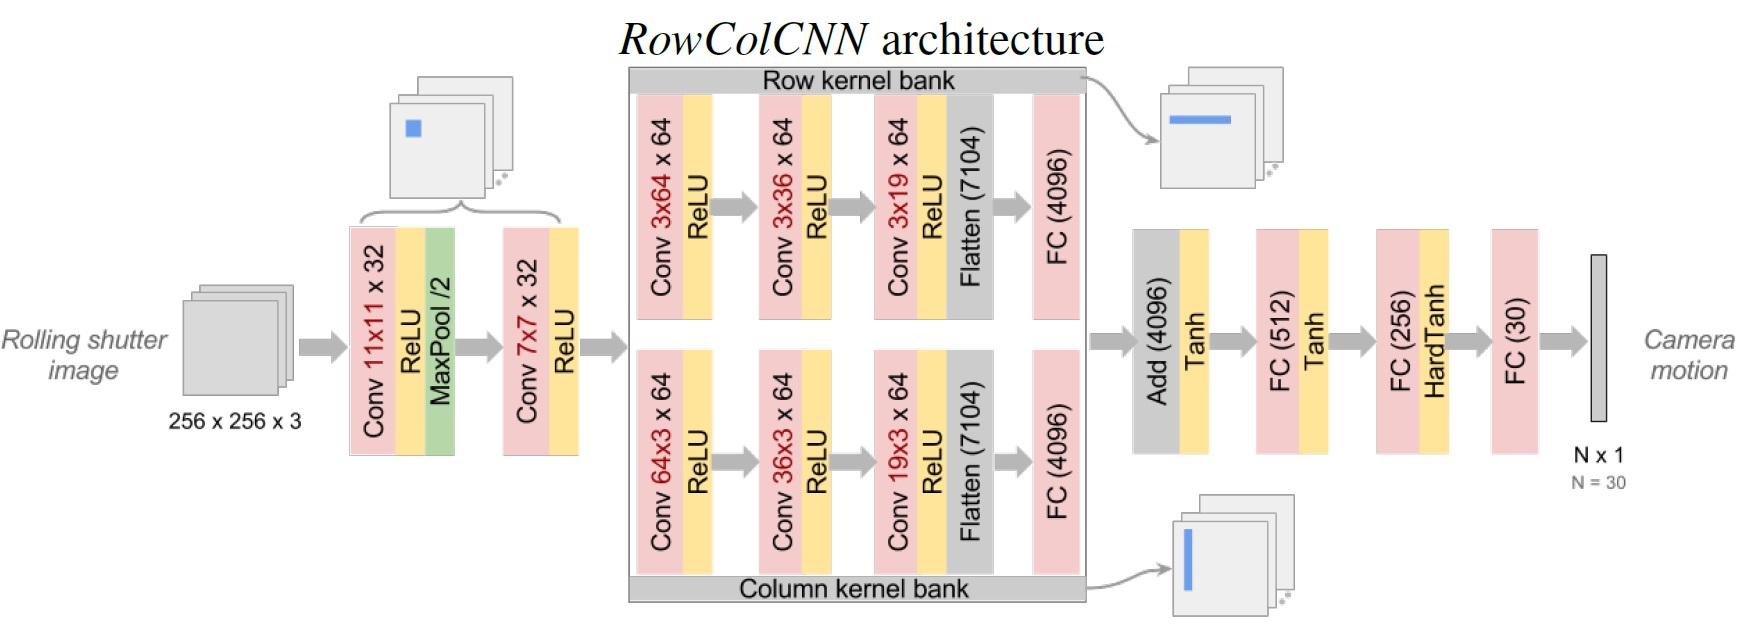 RowColCNN architecture
Row kernel bank
Rolling shutter
image
256 x 256 x 3
Conv 11x11 x 32
ReLU
MaxPool /2
Conv 7x7 x 32
ReLU
Conv 3x64 x 64
ReLU
Conv 3x36 x 64
ReLU
Conv 3x19 x 64
ReLU
Flatten (7104)
FC (4096)
Conv 64x3 x 64
ReLU
Conv 36x3 x 64
ReLU
Conv 19x3 x 64
ReLU
Flatten (7104)
FC (4096)
Column kernel bank
Add (4096)
Tanh
FC (512)
Tanh
FC (256)
HardTanh
FC (30)
N x 1
N = 30
Camera
motion